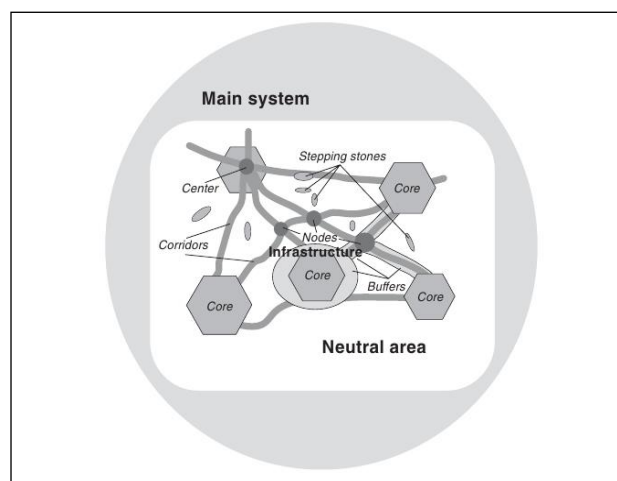 Main system
Stepping stones
Center
Core
Corridors
Nodes
Infrastructure
Core
Buffers
Core
Core
Neutral area